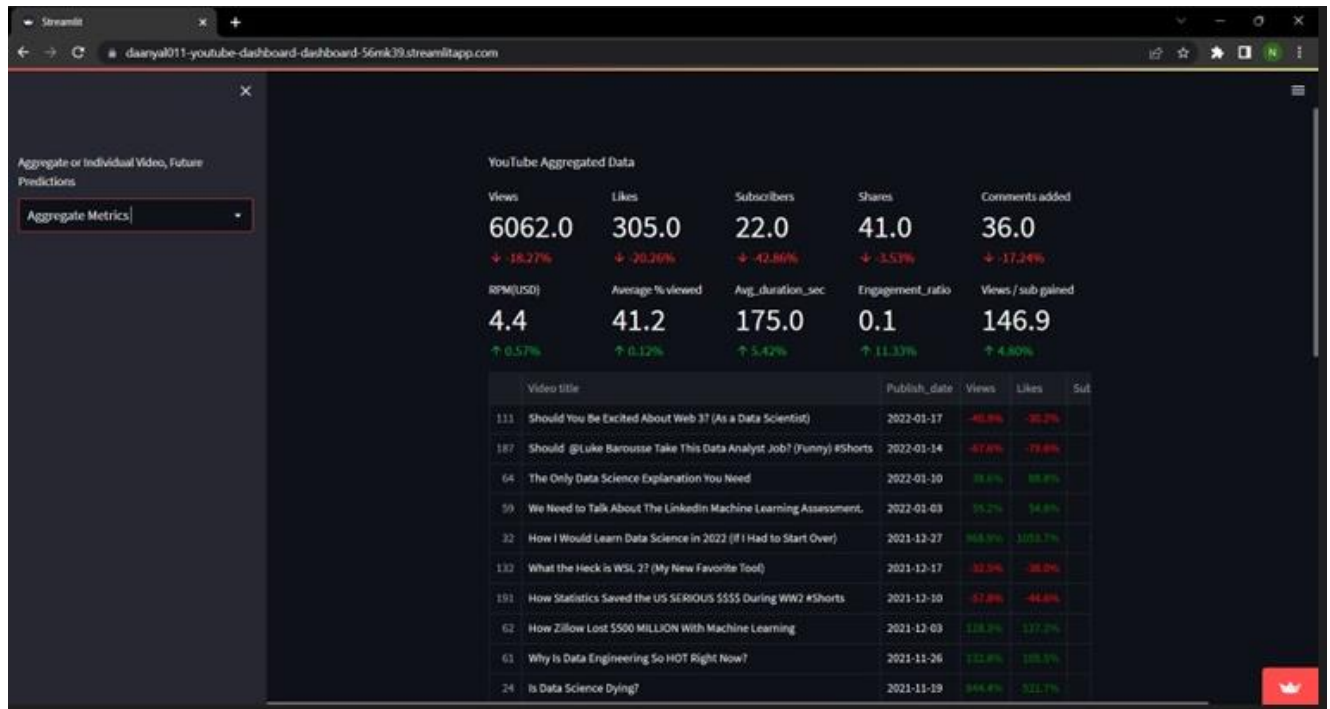 Streamlit
daanyal011-youtube-dashboard-dashboard-56mk39.streamlitapp.com
N
Aggregate or Individual Video, Future
Predictions
Aggregate Metrics
YouTube Aggregated Data
Views Likes Subscribers Shares Comments added
6062.0 305.0 22.0 41.0 36.0
↓ -18.27% ↓ -20.26% ↓ -42.86% ↓ -3.53% ↓ -17.24%
RPM(USD) Average % viewed Avg_duration_sec Engagement_ratio Views / sub gained
4.4 41.2 175.0 0.1 146.9
↑ 0.57% ↑ 0.12% ↑ 5.42% ↑ 11.33% ↑ 4.60%
Video title Publish_date Views Likes Sub
111 Should You Be Excited About Web 3? (As a Data Scientist) 2022-01-17
187 Should @Luke Barousse Take This Data Analyst Job? (Funny) #Shorts 2022-01-14
64 The Only Data Science Explanation You Need 2022-01-10
59 We Need to Talk About The LinkedIn Machine Learning Assessment. 2022-01-03
32 How I Would Learn Data Science in 2022 (If I Had to Start Over) 2021-12-27
132 What the Heck is WSL 2? (My New Favorite Tool) 2021-12-17
191 How Statistics Saved the US SERIOUS $$$$ During WW2 #Shorts 2021-12-10
62 How Zillow Lost $500 MILLION With Machine Learning 2021-12-03
61 Why Is Data Engineering So HOT Right Now? 2021-11-26
24 Is Data Science Dying? 2021-11-19